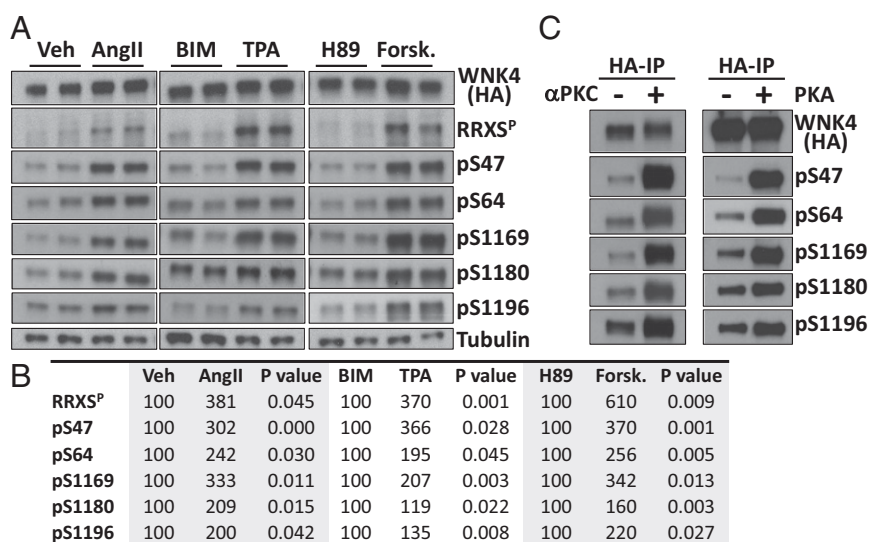 A
Veh AngII BIM TPA H89 Forsk.
WNK4
(HA)
RRXSᴾ
pS47
pS64
pS1169
pS1180
pS1196
Tubulin
C
HA-IP HA-IP
αPKC - + - + PKA
WNK4
(HA)
pS47
pS64
pS1169
pS1180
pS1196
B
Veh AngII P value BIM TPA P value H89 Forsk. P value
RRXSᴾ 100 381 0.045 100 370 0.001 100 610 0.009
pS47 100 302 0.000 100 366 0.028 100 370 0.001
pS64 100 242 0.030 100 195 0.045 100 256 0.005
pS1169 100 333 0.011 100 207 0.003 100 342 0.013
pS1180 100 209 0.015 100 119 0.022 100 160 0.003
pS1196 100 200 0.042 100 135 0.008 100 220 0.027